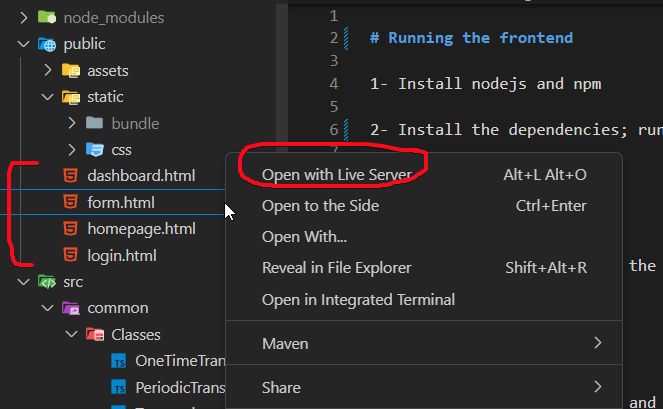 node_modules
public
assets
static
bundle
css
dashboard.html
form.html
homepage.html
login.html
src
common
Classes
OneTimeTran
PeriodicTrans
1
2 # Running the frontend
3
4 1- Install nodejs and npm
5
6 2- Install the dependencies; run
7
Open with Live Server Alt+L Alt+O
Open to the Side Ctrl+Enter
Open With...
Reveal in File Explorer Shift+Alt+R
Open in Integrated Terminal
Maven
Share
the
and